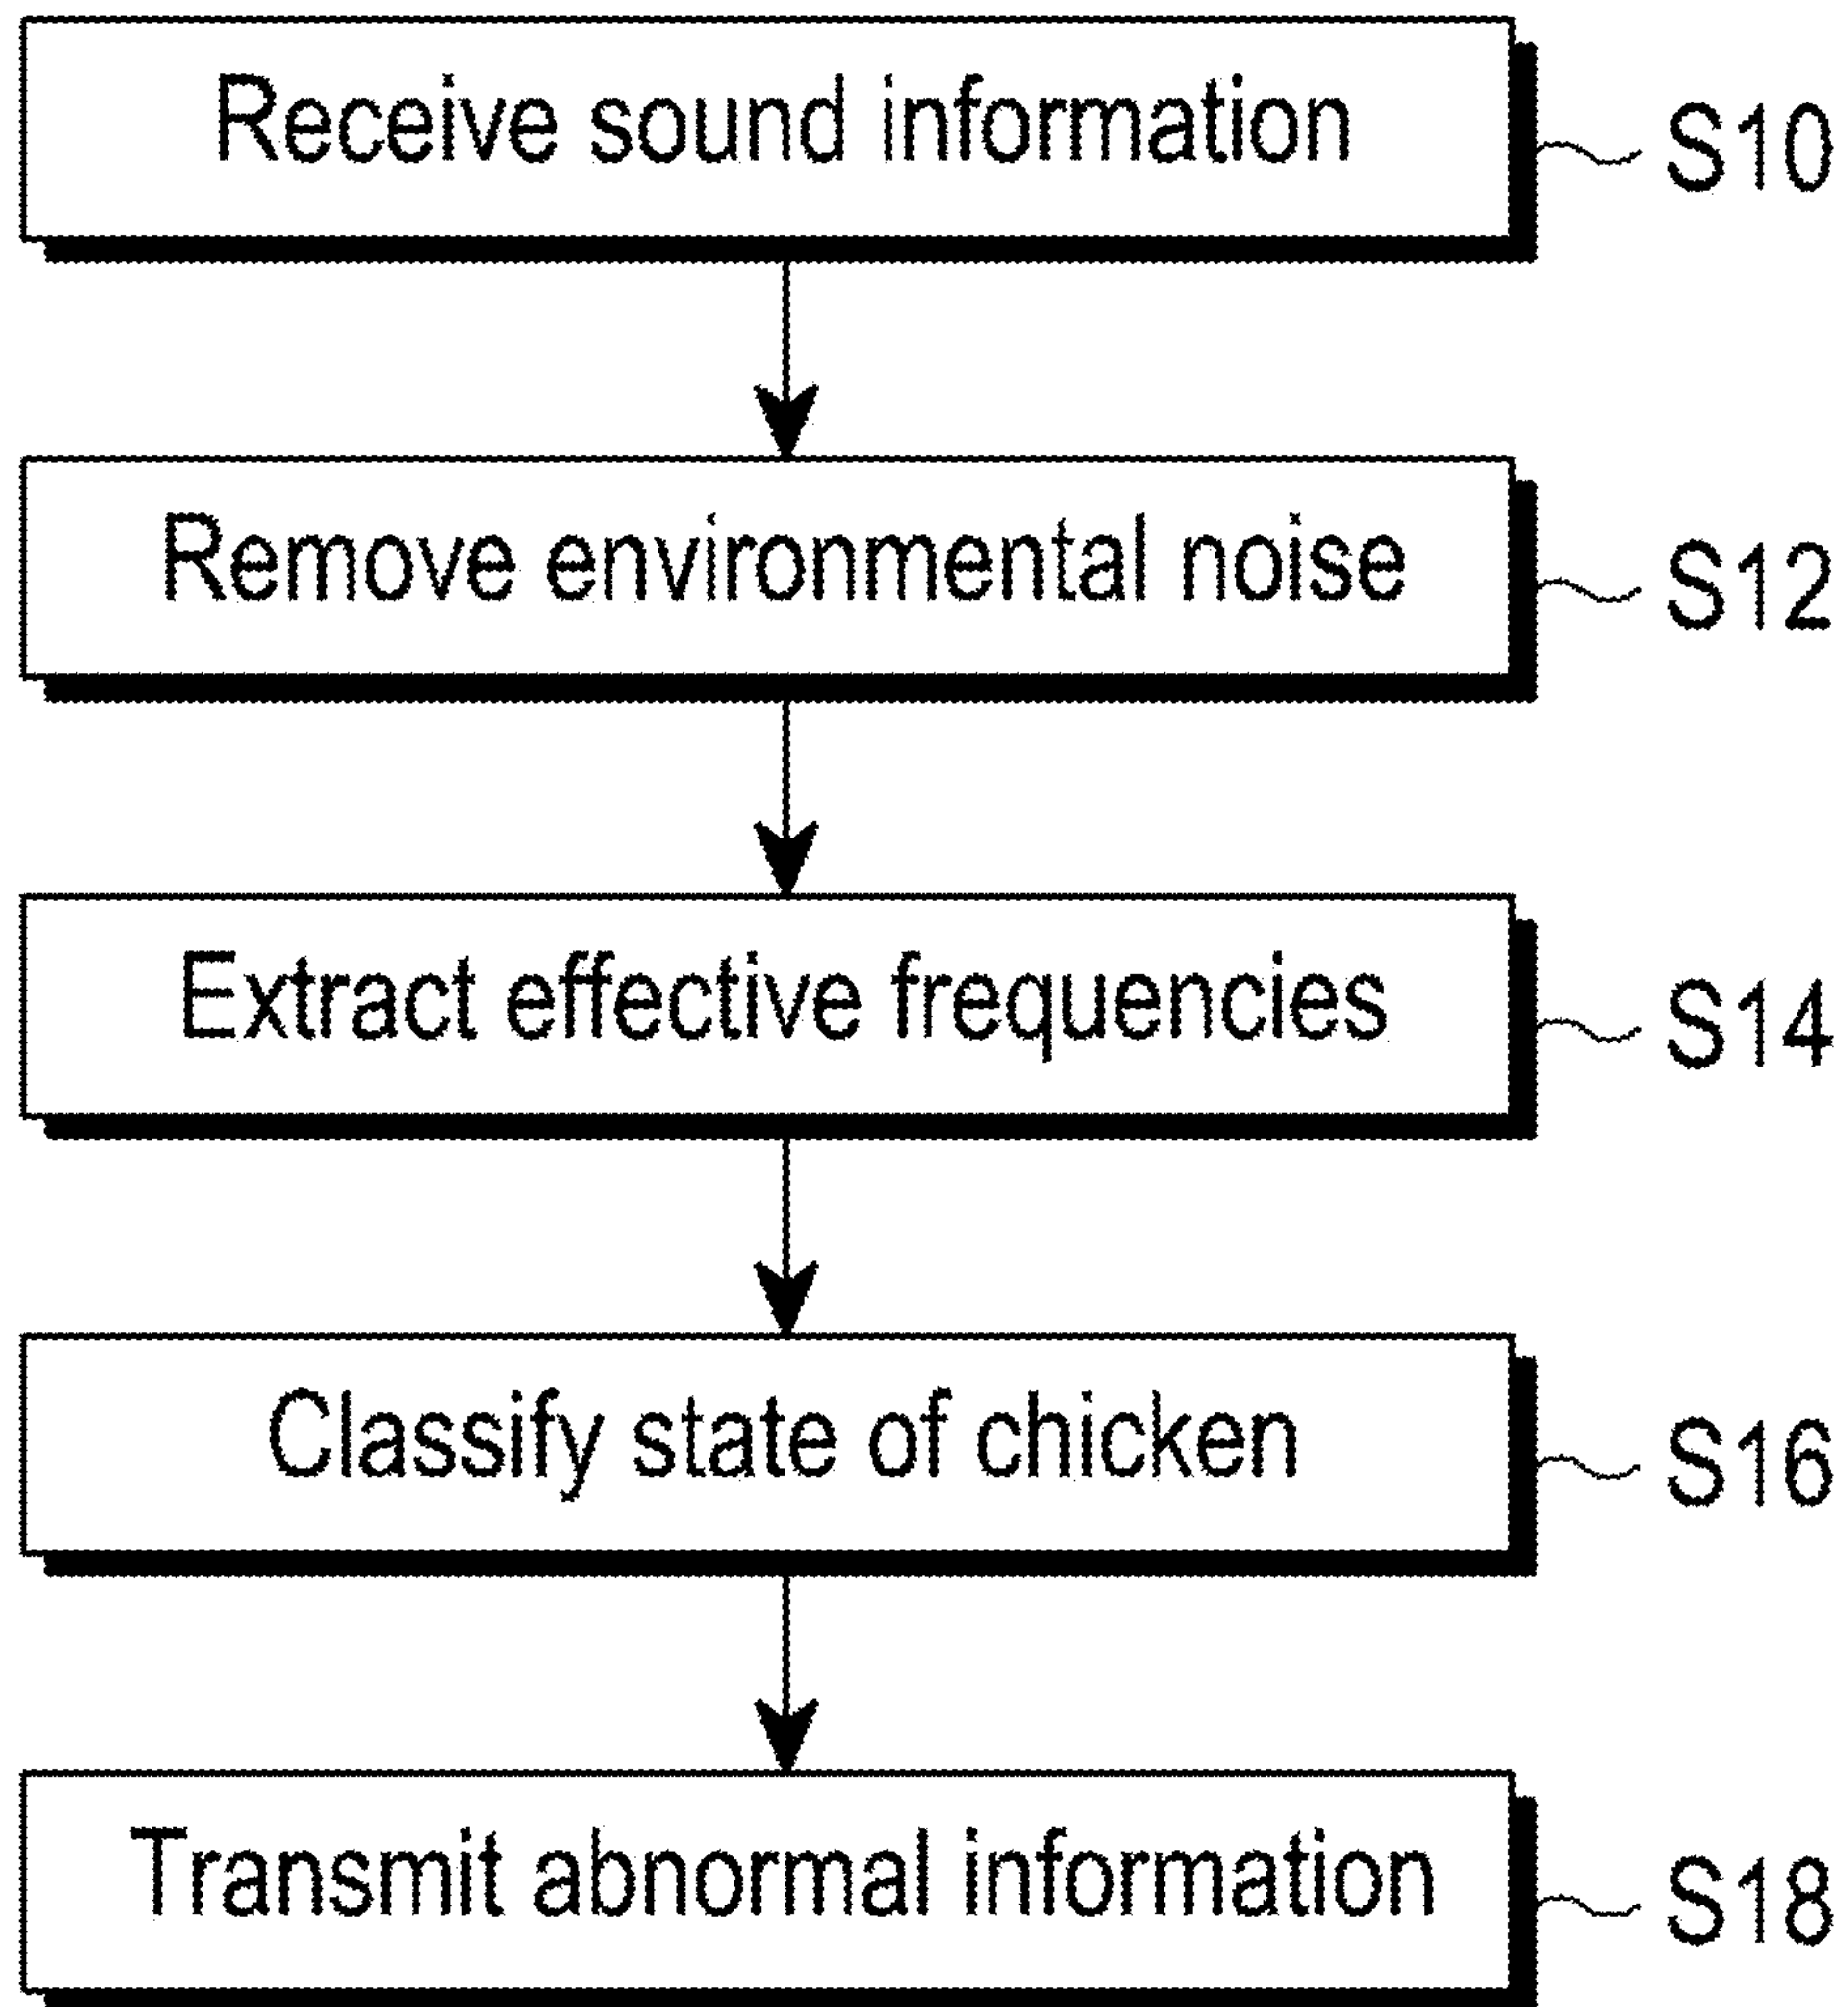 Receive sound information
S10
Remove environmental noise
S12
Extract effective frequencies
S14
Classify state of chicken
S16
Transmit abnormal information
S18